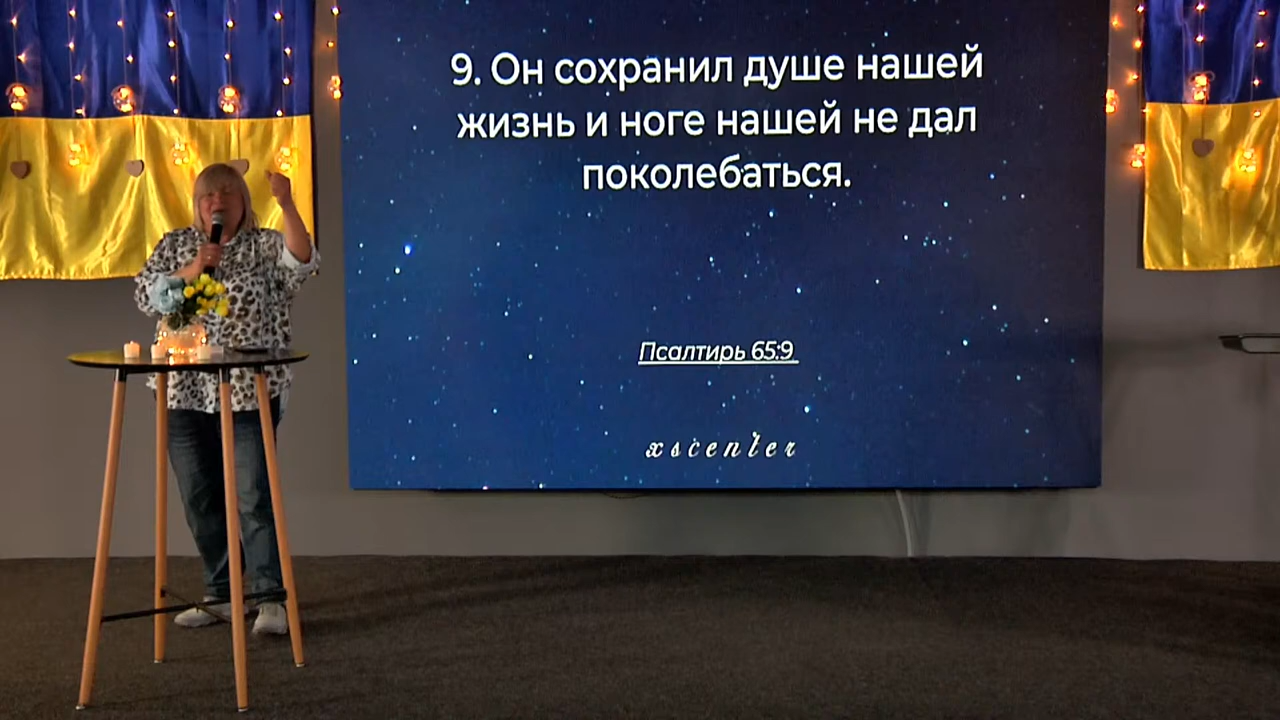 9. Он сохранил душе нашей
жизнь и ноге нашей не дал
поколебаться.
Псалтирь 65:9
xscenter